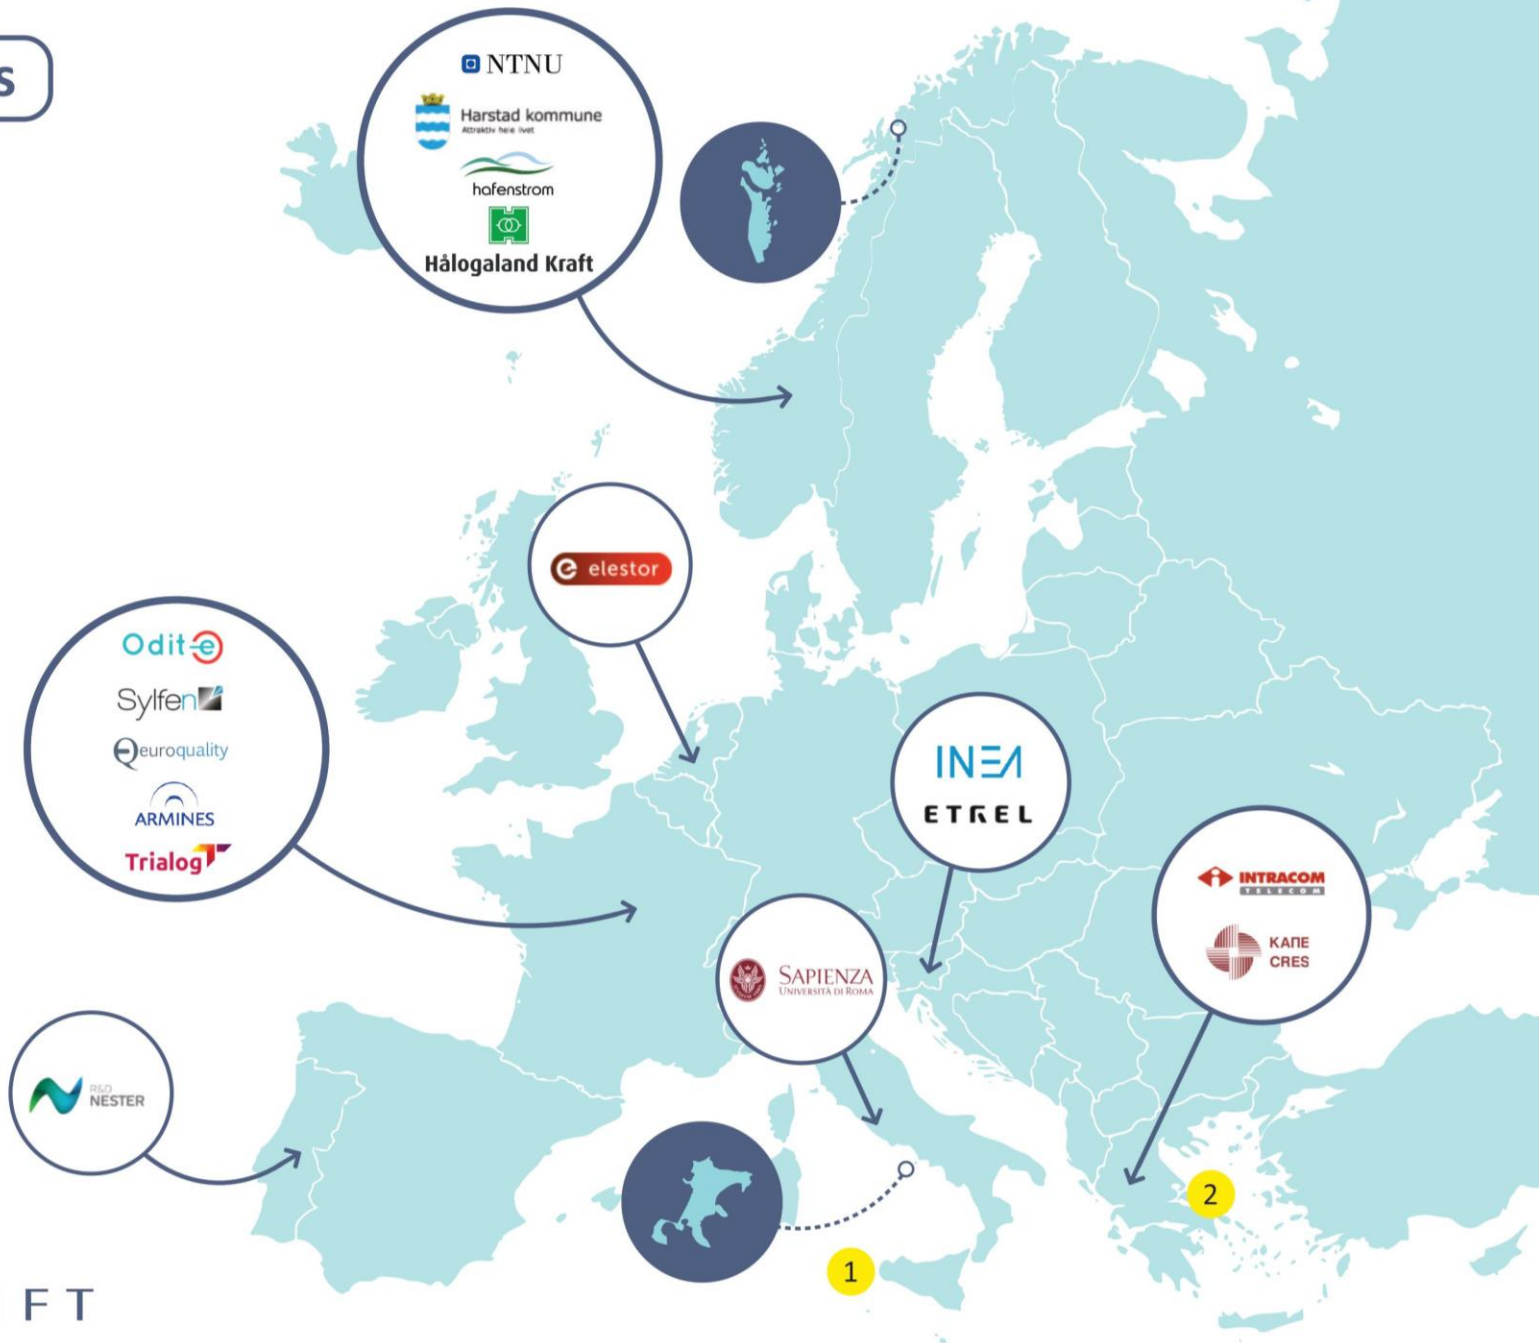 s
NTNU
Harstad kommune
Attraktiv hele livet
hafenstrom
Hålogaland Kraft
elestor
Odit-e
Sylfen
euroquality
ARMINES
Trialog
INEA
ETREL
INTRACOM
TELECOM
ΚΑΠΕ
CRES
SAPIENZA
UNIVERSITÀ DI ROMA
R&D
NESTER
2
1
FT